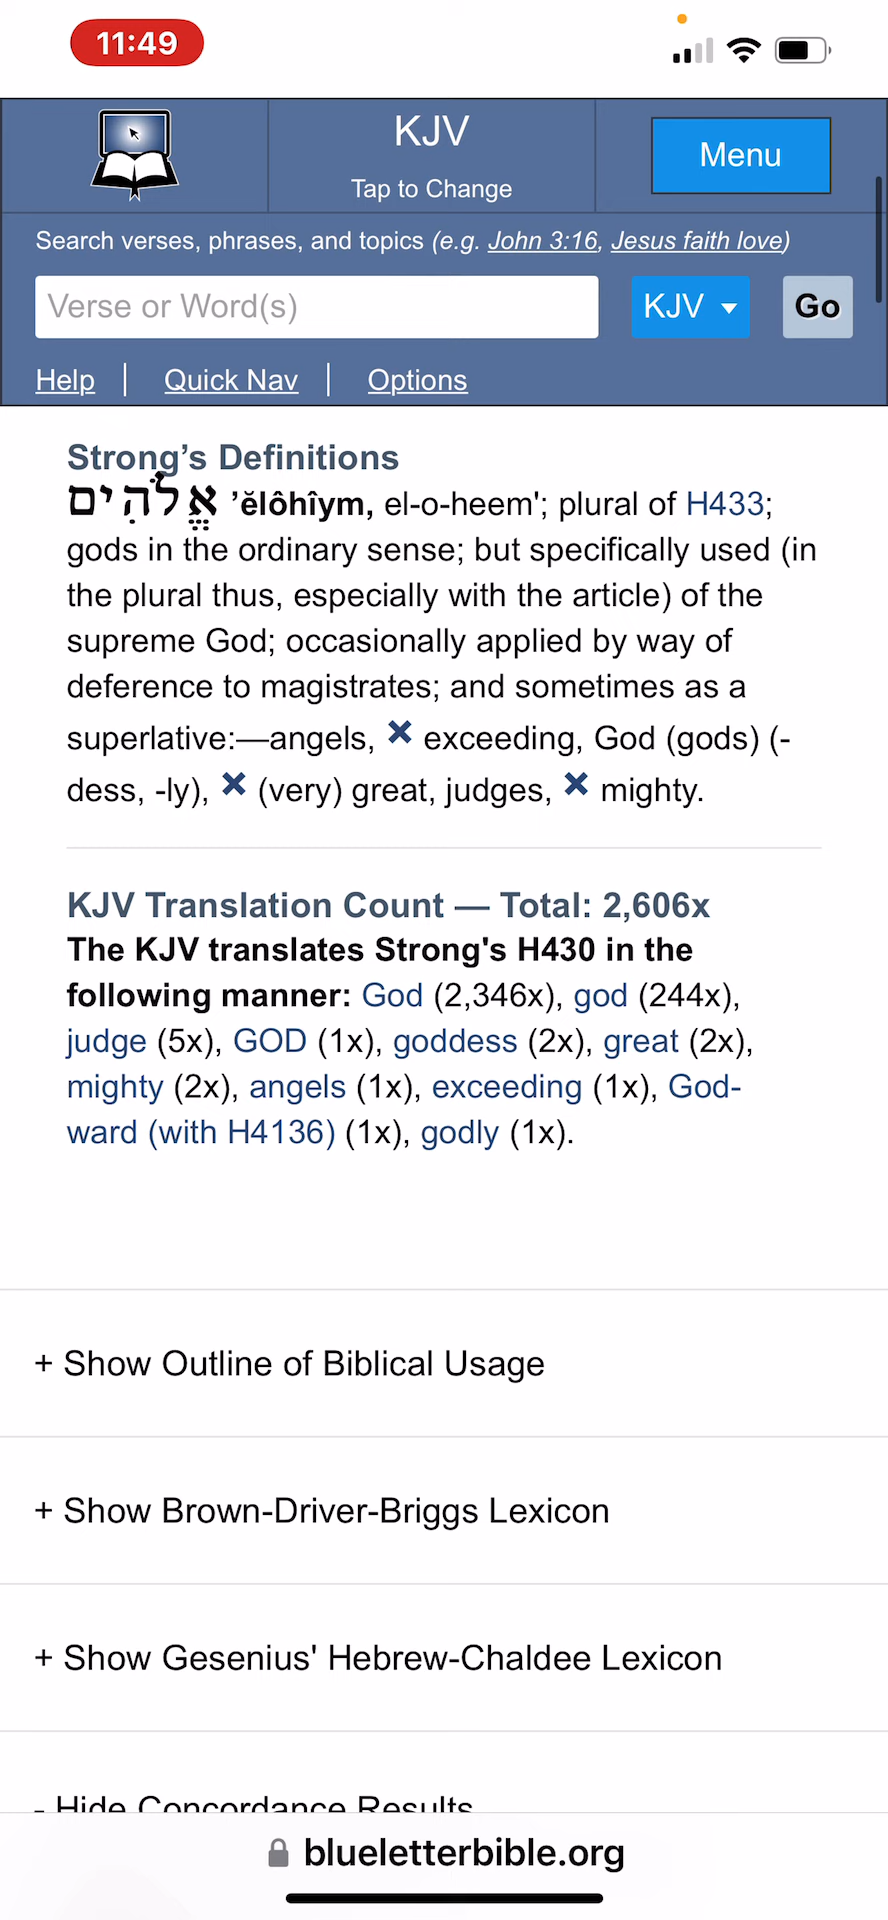 11:49
KJV
Tap to Change
Menu
Search verses, phrases, and topics (e.g. John 3:16, Jesus faith love)
Verse or Word(s)
KJV
Go
Help | Quick Nav | Options
Strong's Definitions
אֱלֹהִים ʼĕlôhîym, el-o-heem'; plural of H433;
gods in the ordinary sense; but specifically used (in
the plural thus, especially with the article) of the
supreme God; occasionally applied by way of
deference to magistrates; and sometimes as a
superlative:—angels, × exceeding, God (gods) (-
dess, -ly), × (very) great, judges, × mighty.
KJV Translation Count — Total: 2,606x
The KJV translates Strong's H430 in the
following manner: God (2,346x), god (244x),
judge (5x), GOD (1x), goddess (2x), great (2x),
mighty (2x), angels (1x), exceeding (1x), God-
ward (with H4136) (1x), godly (1x).
+ Show Outline of Biblical Usage
+ Show Brown-Driver-Briggs Lexicon
+ Show Gesenius' Hebrew-Chaldee Lexicon
- Hide Concordance Results
blueletterbible.org